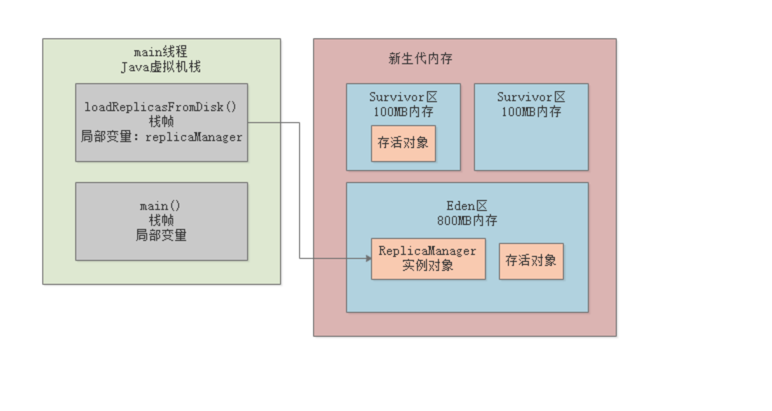 main线程
Java虚拟机栈
loadReplicasFromDisk()
栈帧
局部变量：replicaManager
main()
栈帧
局部变量
新生代内存
Survivor区
100MB内存
存活对象
Survivor区
100MB内存
Eden区
800MB内存
ReplicaManager
实例对象
存活对象